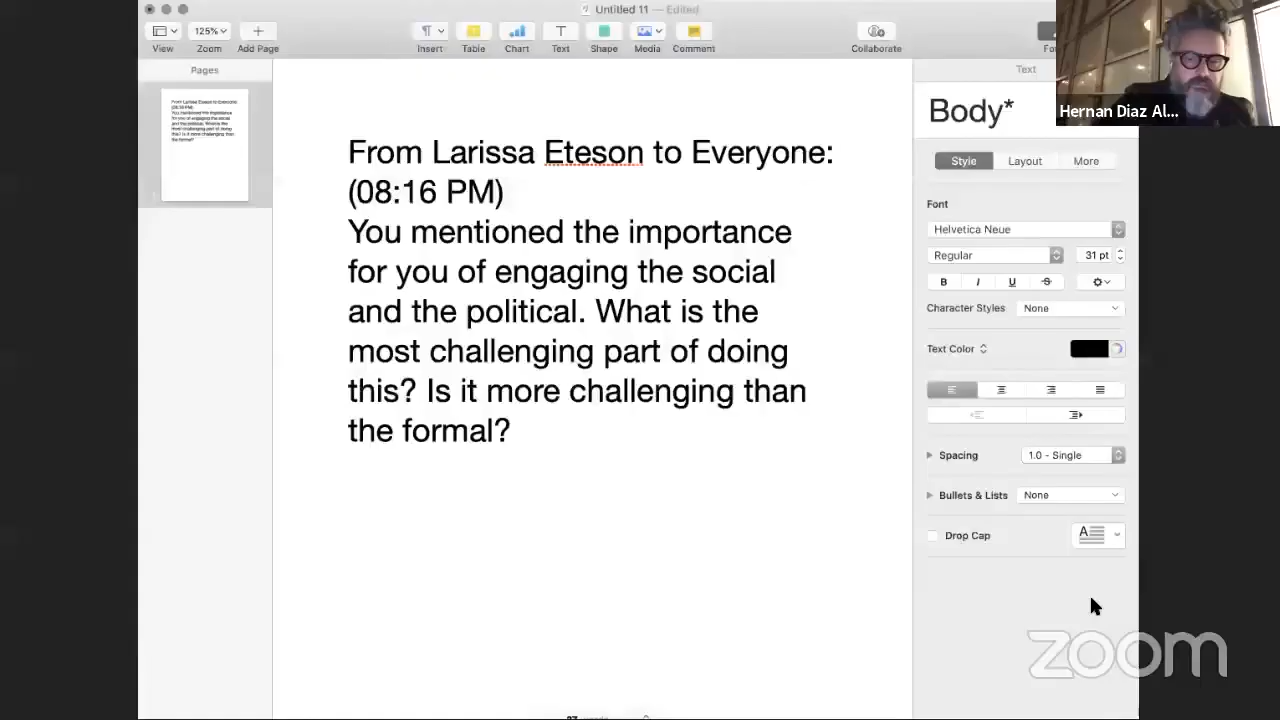 Untitled 11 — Edited
125%
View
Zoom
Add Page
Insert
Table
Chart
Text
Shape
Media
Comment
Collaborate
Pages
Text
From Larissa Eteson to Everyone:
(08:16 PM)
You mentioned the importance
for you of engaging the social
and the political. What is the
most challenging part of doing
this? Is it more challenging than
the formal?
Body*
Hernan Diaz Al...
Style
Layout
More
Font
Helvetica Neue
Regular
31 pt
B
I
U
S
Character Styles
None
Text Color
Spacing
1.0 - Single
Bullets & Lists
None
Drop Cap
A
zoom